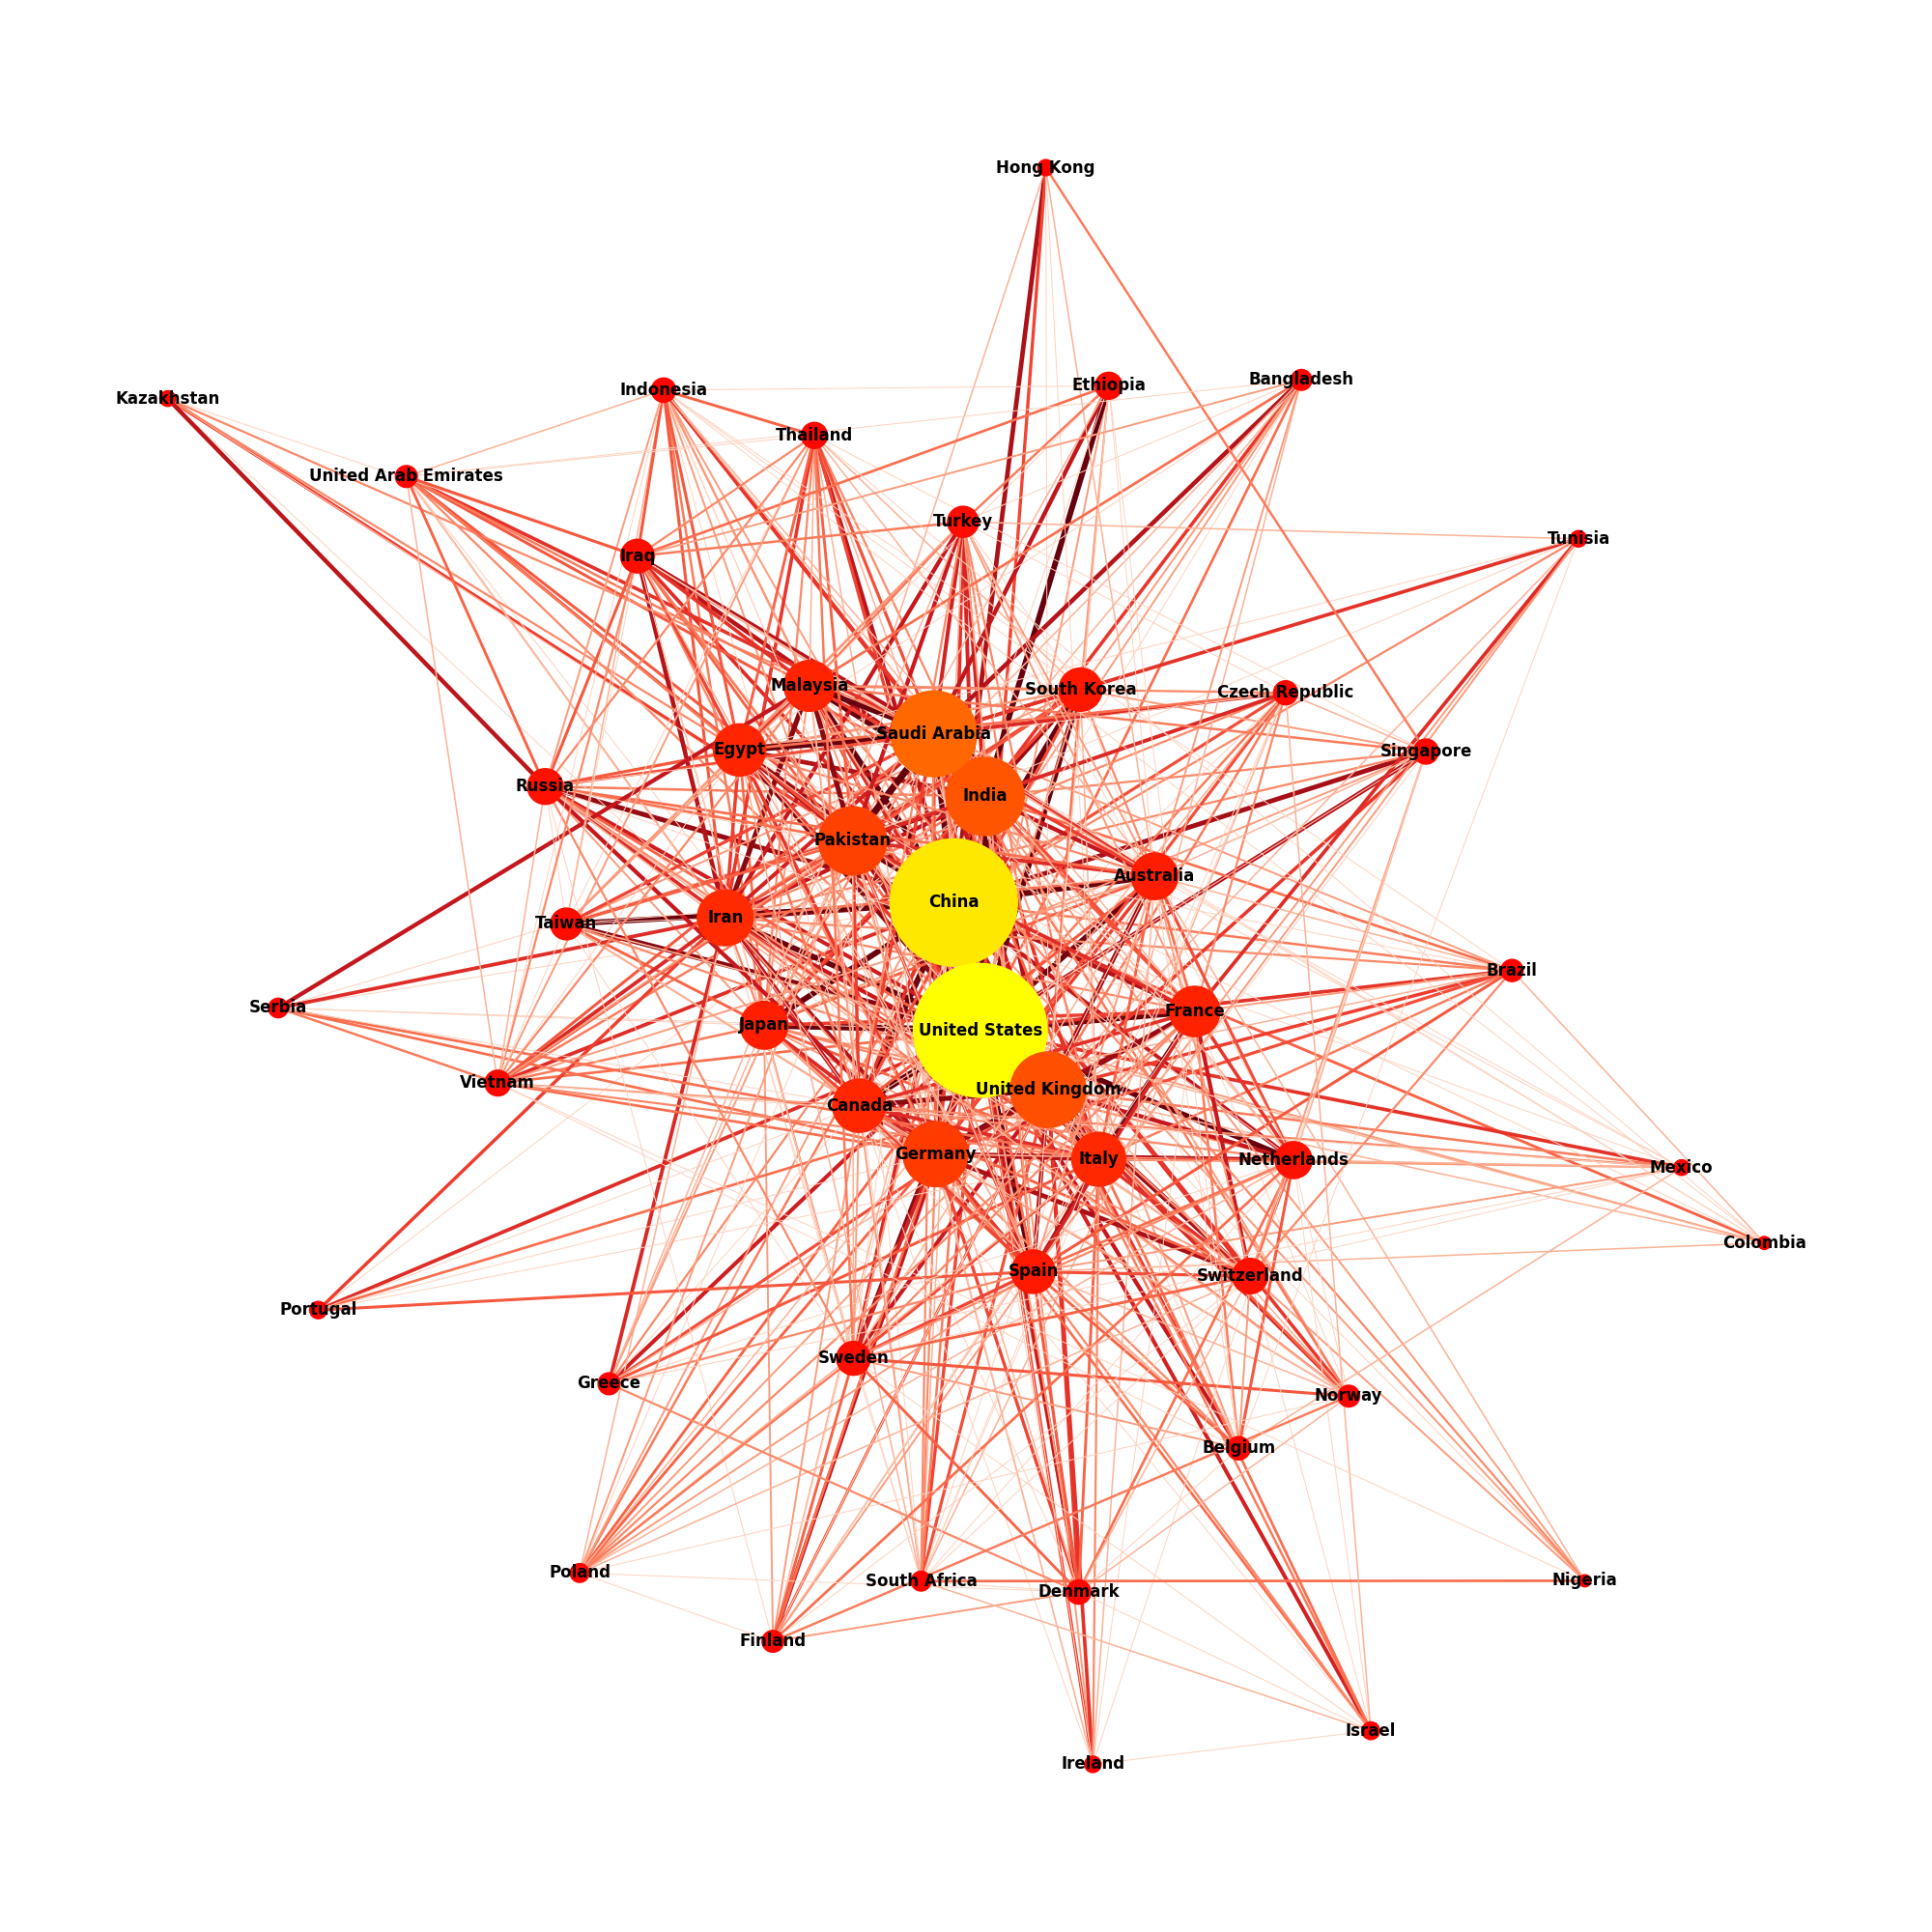 Hong Kong
Kazakhstan
Indonesia
Ethiopia
Bangladesh
Thailand
United Arab Emirates
Turkey
Tunisia
Iraq
Malaysia
South Korea
Czech Republic
Saudi Arabia
Egypt
Singapore
Russia
India
Pakistan
Australia
China
Iran
Taiwan
Brazil
Serbia
France
Japan
United States
Vietnam
United Kingdom
Canada
Germany
Italy
Netherlands
Mexico
Colombia
Spain
Switzerland
Portugal
Sweden
Greece
Norway
Belgium
Poland
South Africa
Denmark
Nigeria
Finland
Israel
Ireland